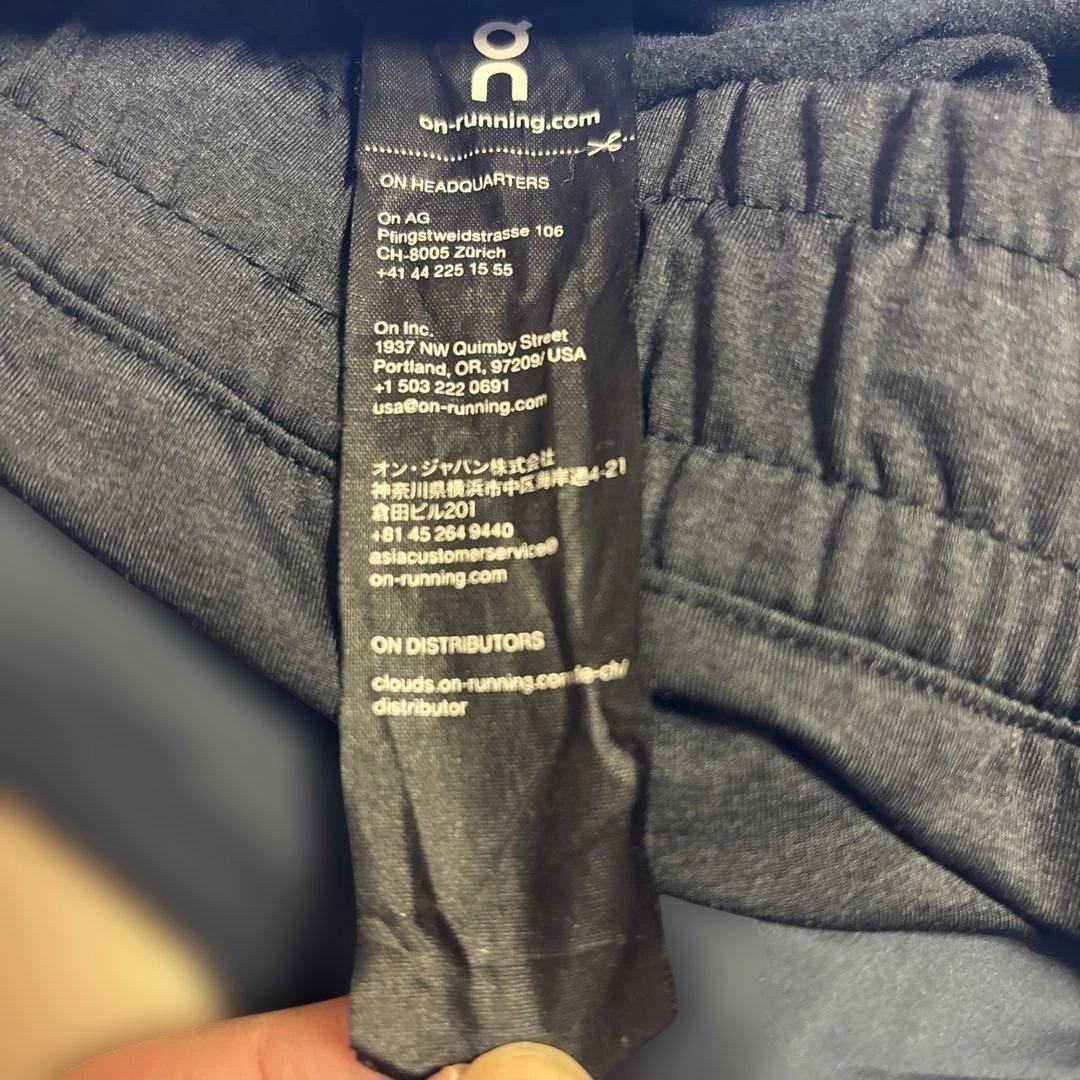 on
on-running.com
ON HEADQUARTERS
On AG
Pfingstweidstrasse 106
CH-8005 Zürich
+41 44 225 15 55
On Inc.
1937 NW Quimby Street
Portland, OR, 97209/ USA
+1 503 222 0691
usa@on-running.com
オン・ジャパン株式会社
神奈川県横浜市中区海岸通4-21
倉田ビル201
+81 45 264 9440
asiacustomerservice@
on-running.com
ON DISTRIBUTORS
clouds.on-running.com
distributor